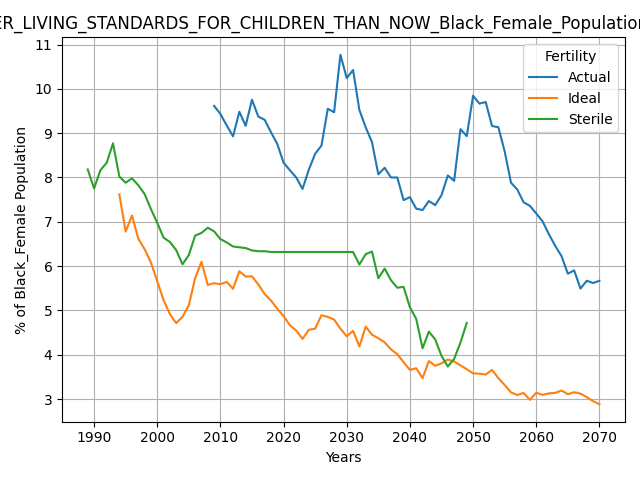 ER_LIVING_STANDARDS_FOR_CHILDREN_THAN_NOW_Black_Female_Population
Fertility
Actual
Ideal
Sterile
% of Black_Female Population
11
10
9
8
7
6
5
4
3
1990 2000 2010 2020 2030 2040 2050 2060 2070
Years